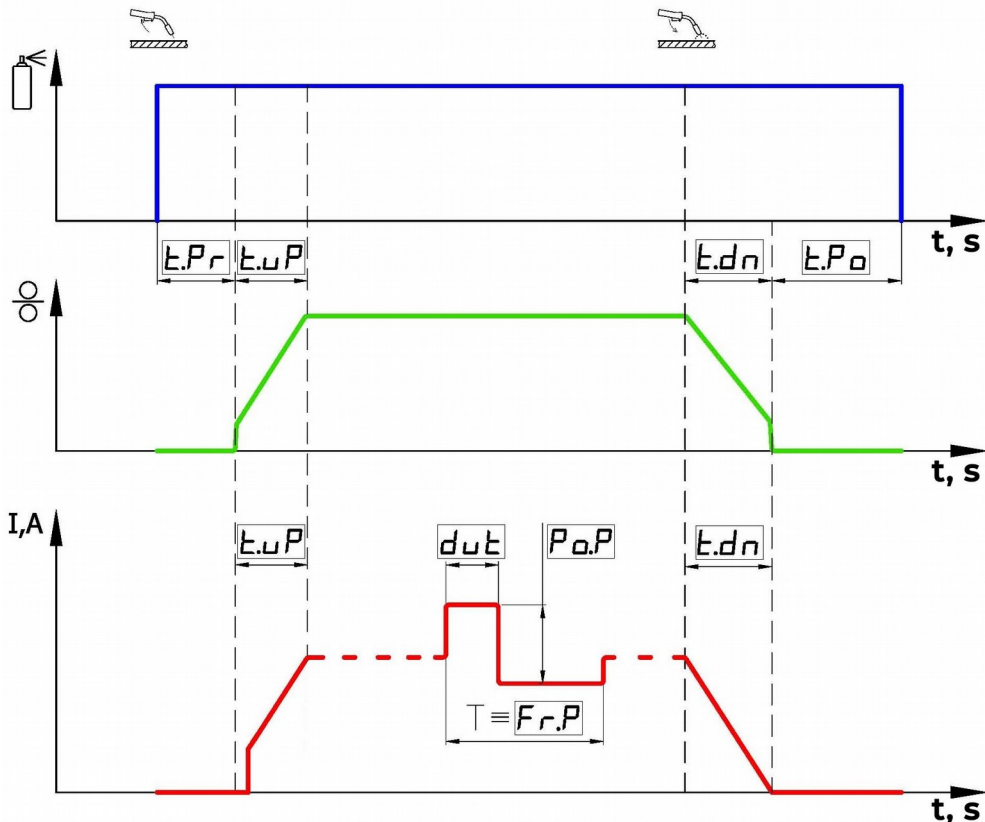 t, s
t.Pr t.uP t.dn t.Po
t, s
I,A
t.uP dut Po.P t.dn
T ≡ Fr.P
t, s